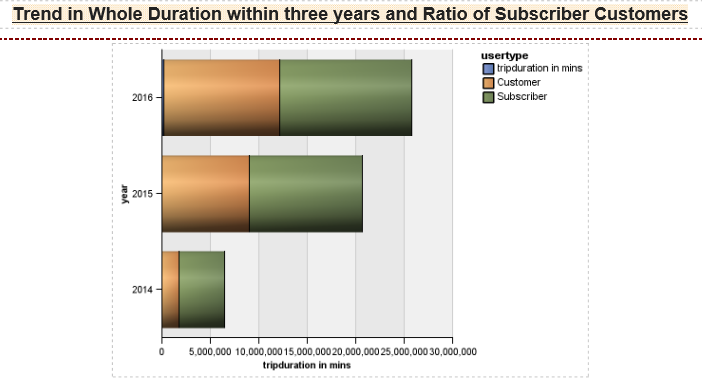 Trend in Whole Duration within three years and Ratio of Subscriber Customers
usertype
tripduration in mins
Customer
Subscriber
2016
2015
2014
year
0 5,000,000 10,000,000 15,000,000 20,000,000 25,000,000 30,000,000
tripduration in mins